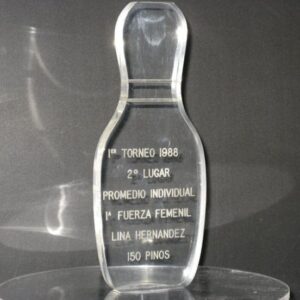 1er TORNEO 1988
2º LUGAR
PROMEDIO INDIVIDUAL
1ª FUERZA FEMENIL
LINA HERNANDEZ
150 PINOS